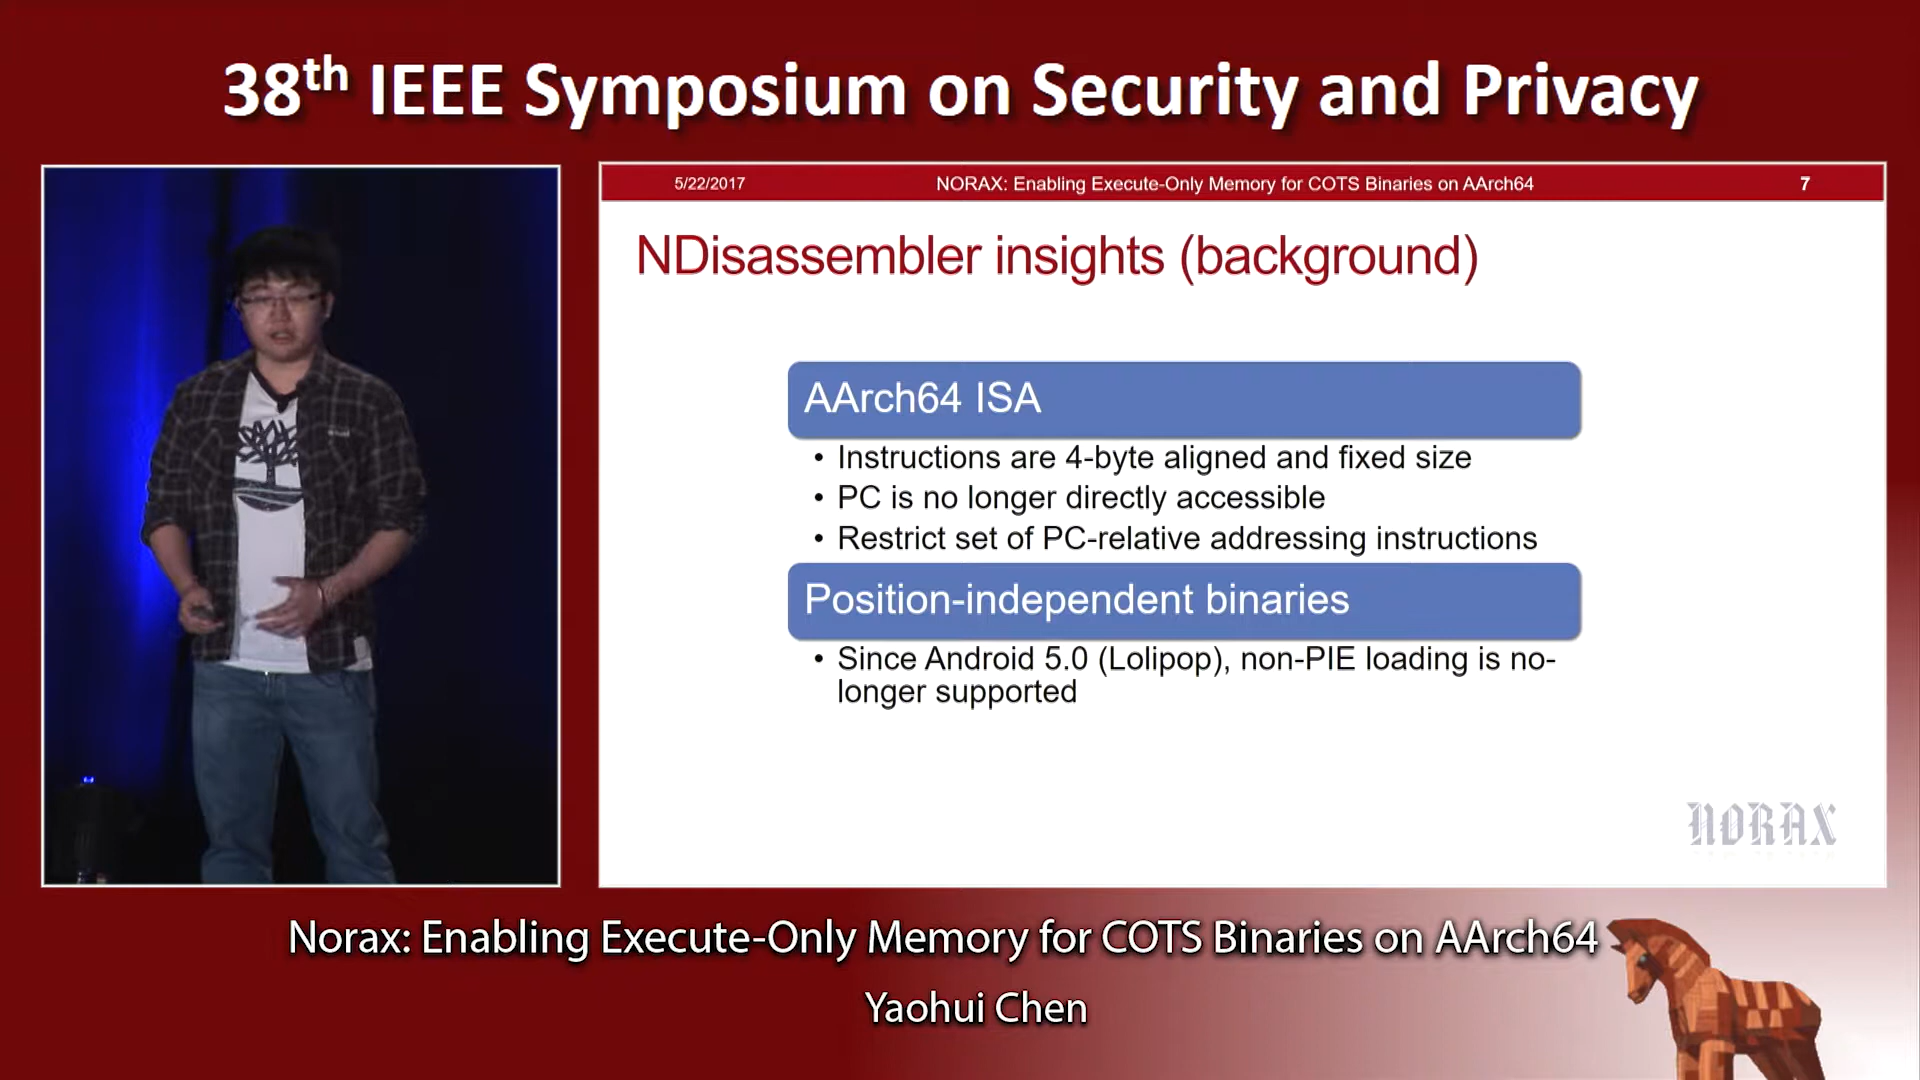 38th IEEE Symposium on Security and Privacy
5/22/2017 NORAX: Enabling Execute-Only Memory for COTS Binaries on AArch64 7
NDisassembler insights (background)
AArch64 ISA
• Instructions are 4-byte aligned and fixed size
• PC is no longer directly accessible
• Restrict set of PC-relative addressing instructions
Position-independent binaries
• Since Android 5.0 (Lolipop), non-PIE loading is no-
longer supported
NORAX
Norax: Enabling Execute-Only Memory for COTS Binaries on AArch64
Yaohui Chen